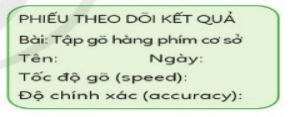 PHIẾU THEO DÕI KẾT QUẢ
Bài: Tập gõ hàng phím cơ sở
Tên: Ngày:
Tốc độ gõ (speed):
Độ chính xác (accuracy):